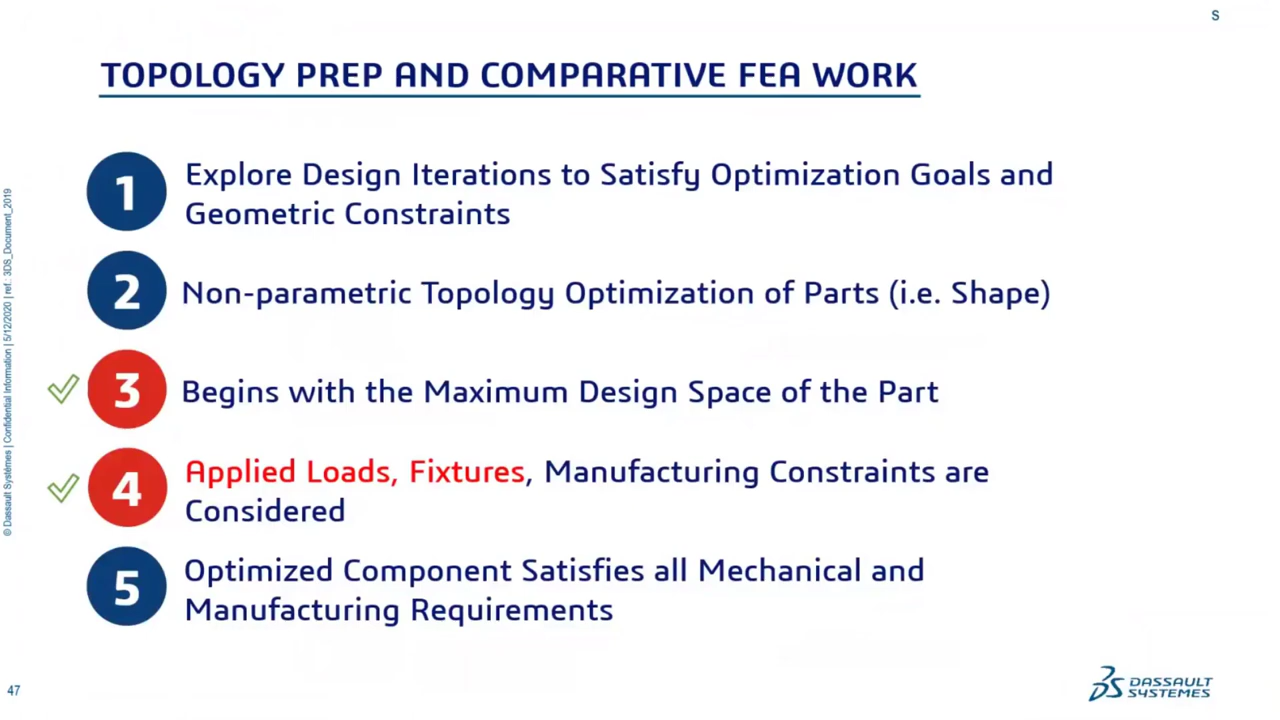 S
TOPOLOGY PREP AND COMPARATIVE FEA WORK
1
Explore Design Iterations to Satisfy Optimization Goals and
Geometric Constraints
2
Non-parametric Topology Optimization of Parts (i.e. Shape)
3
Begins with the Maximum Design Space of the Part
4
Applied Loads, Fixtures, Manufacturing Constraints are
Considered
5
Optimized Component Satisfies all Mechanical and
Manufacturing Requirements
© Dassault Systèmes | Confidential Information | 5/12/2020 | ref.: 3DS_Document_2019
47
3DS DASSAULT
SYSTEMES